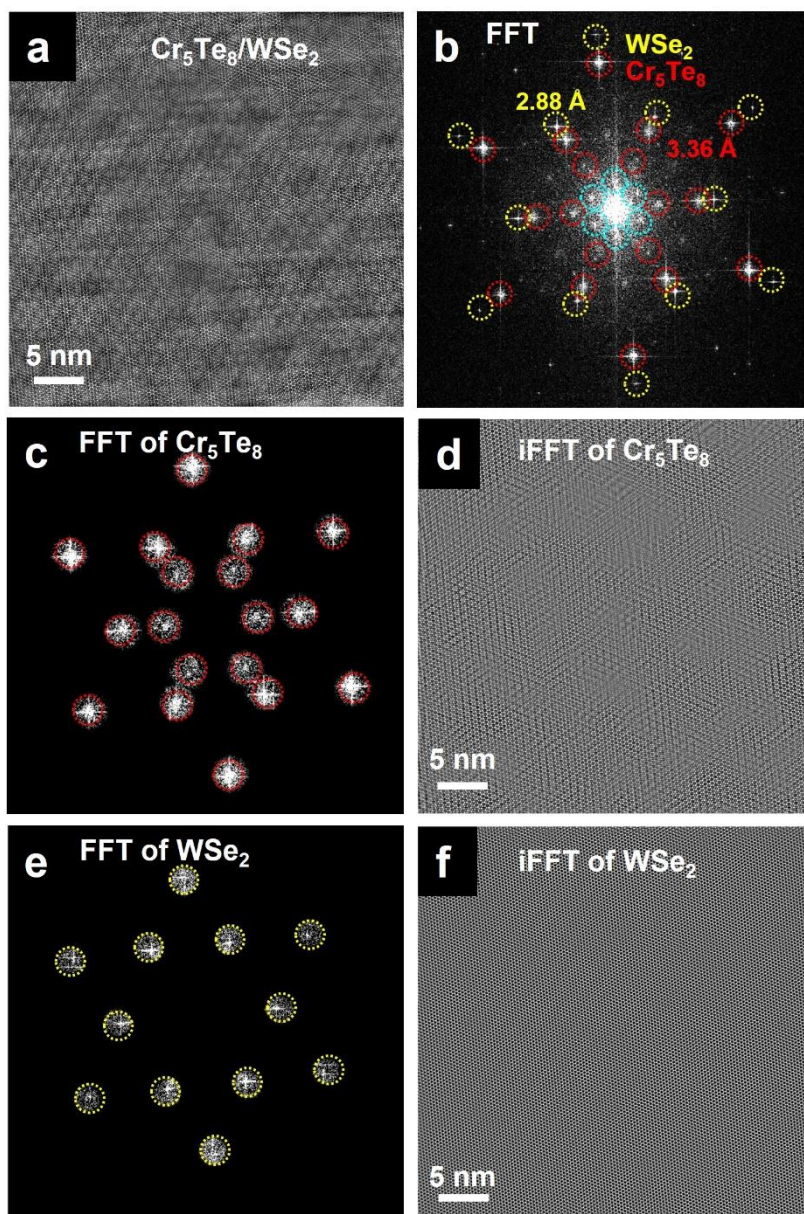 a
Cr₅Te₈/WSe₂
5 nm
b
FFT
WSe₂
Cr₅Te₈
2.88 Å
3.36 Å
c
FFT of Cr₅Te₈
d
iFFT of Cr₅Te₈
5 nm
e
FFT of WSe₂
f
iFFT of WSe₂
5 nm